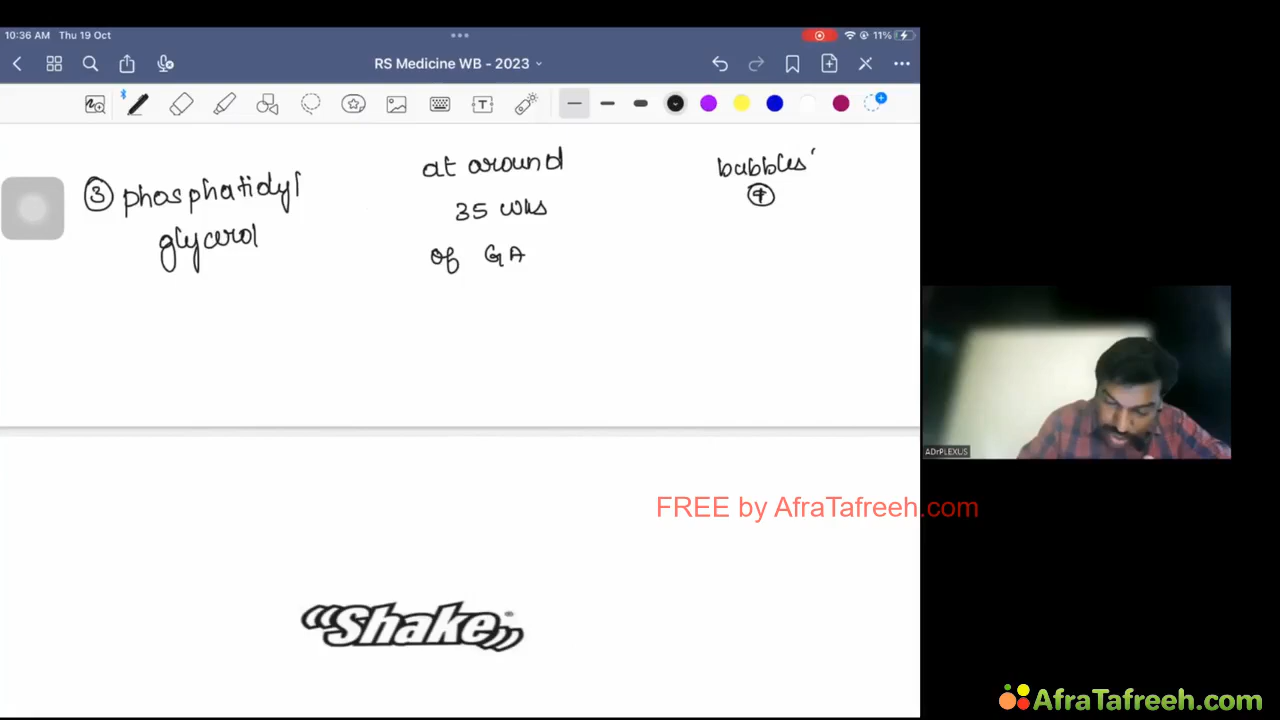 10:36 AM Thu 19 Oct
11%
RS Medicine WB - 2023
③ phosphatidyl
glycerol
at around
35 wks
of GA
bubbles'
⊕
ADrPLEXUS
FREE by AfraTafreeh.com
"Shake"
AfraTafreeh.com